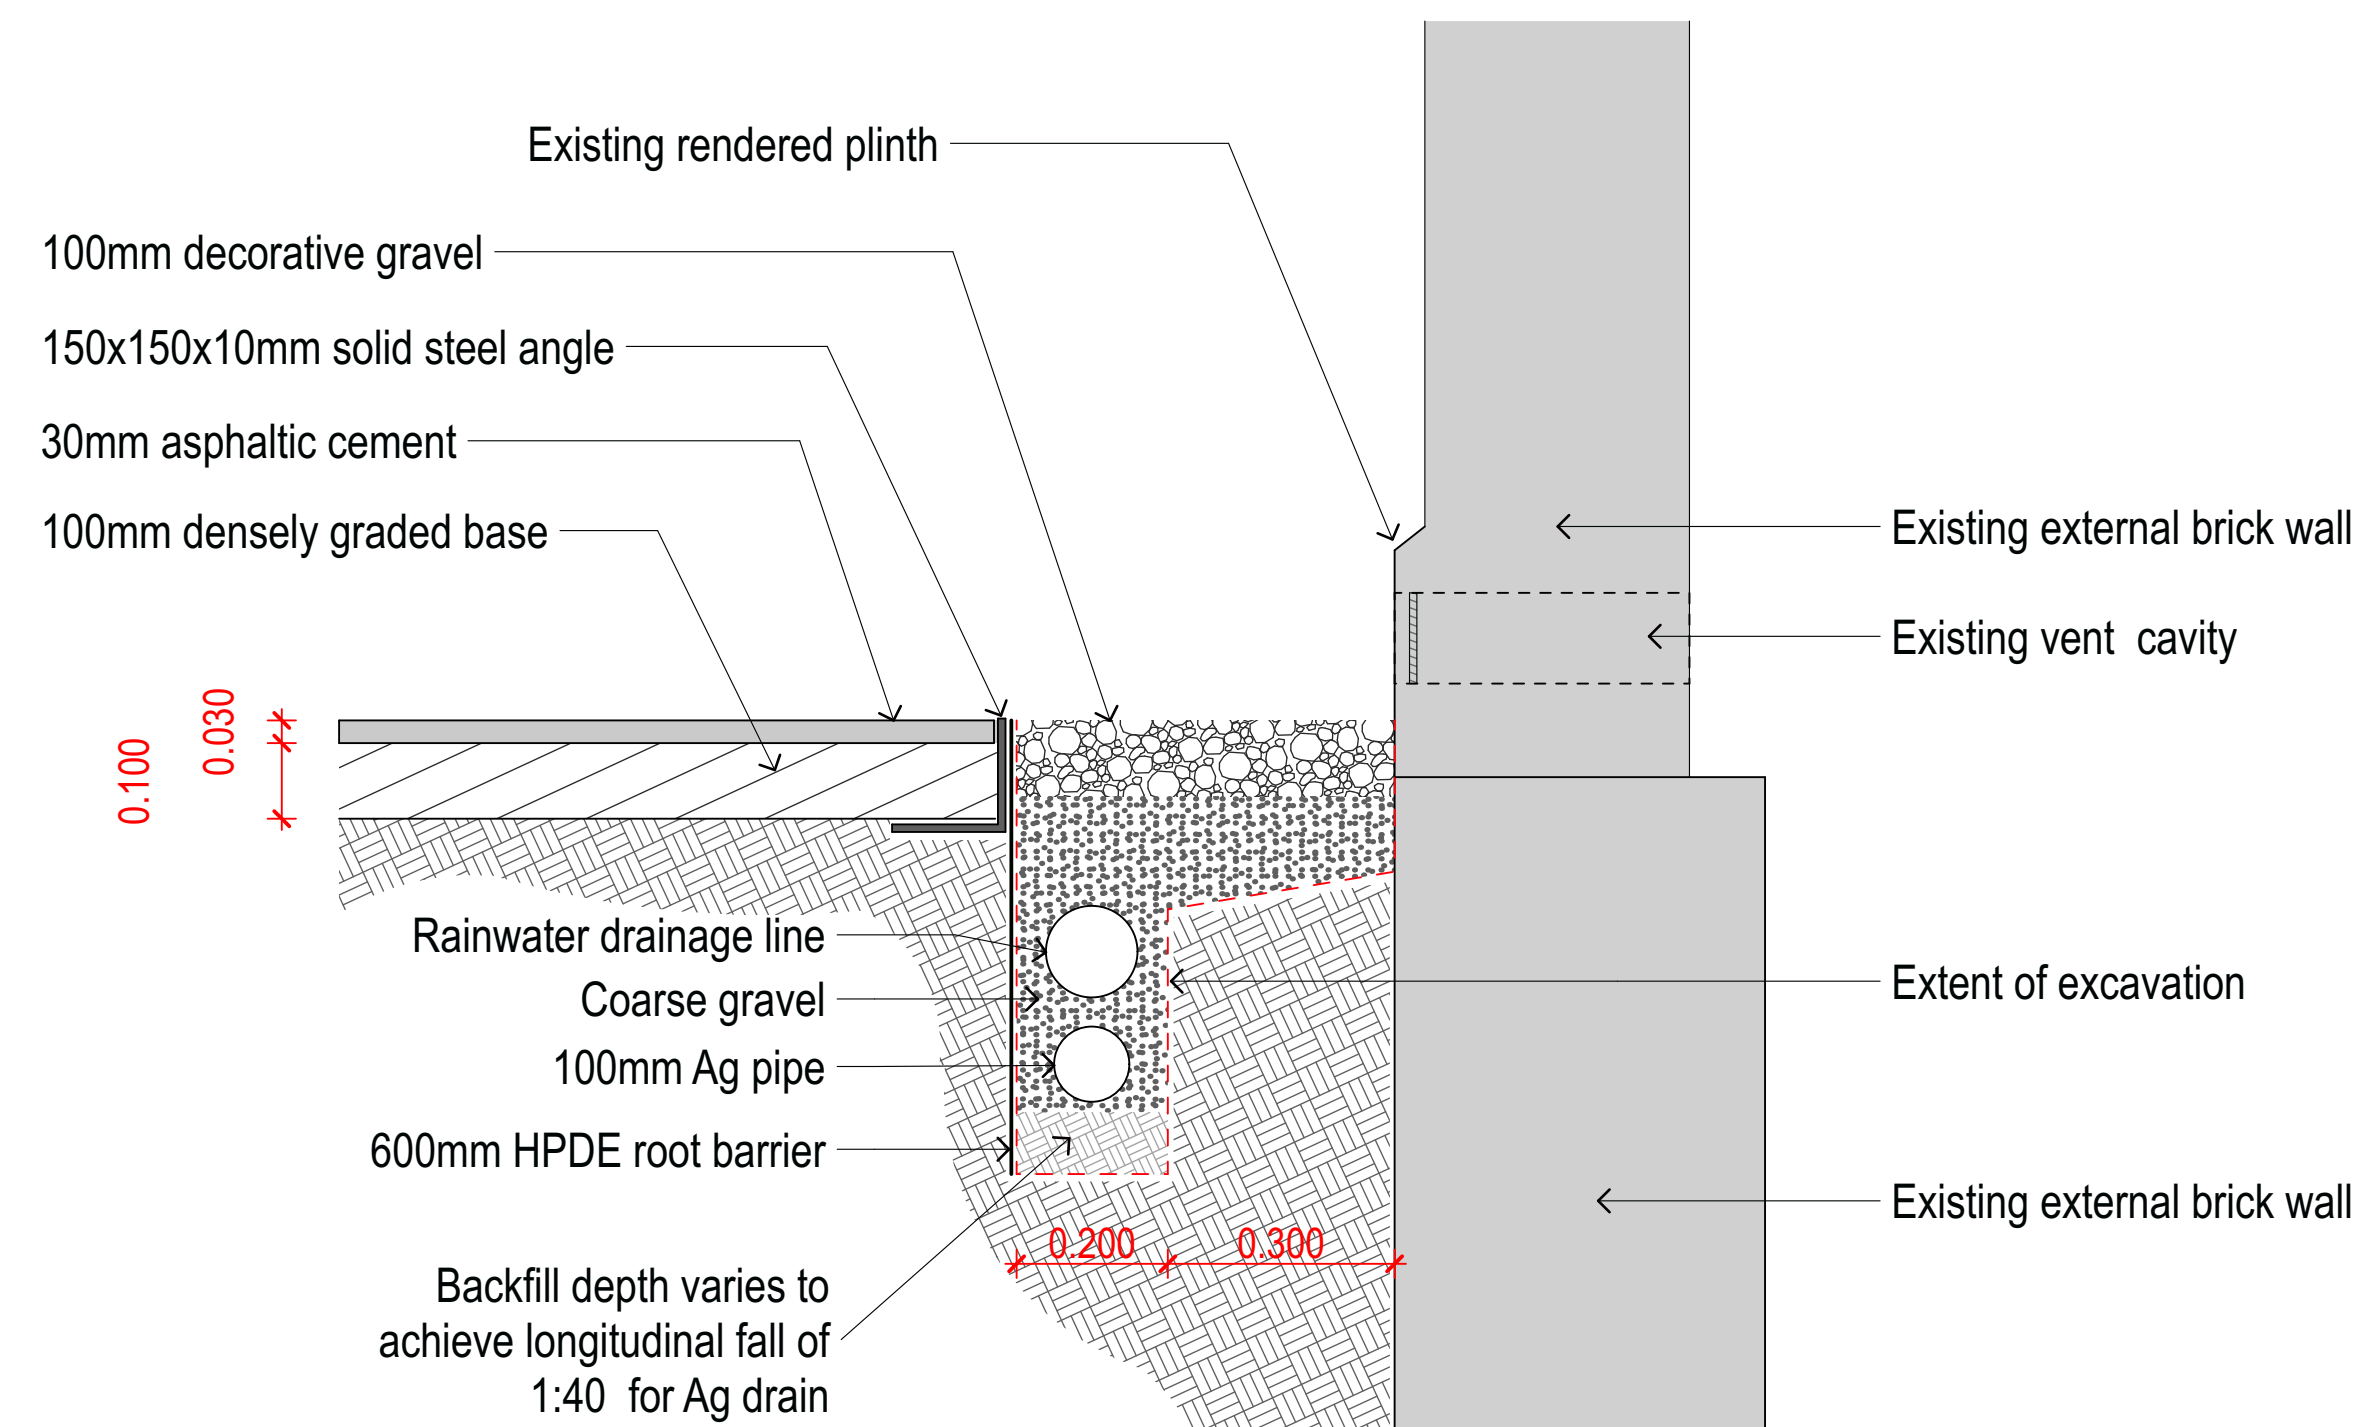 Existing rendered plinth
100mm decorative gravel
150x150x10mm solid steel angle
30mm asphaltic cement
100mm densely graded base
Existing external brick wall
Existing vent  cavity
0.030
0.100
Rainwater drainage line
Coarse gravel
Extent of excavation
100mm Ag pipe
600mm HPDE root barrier
Existing external brick wall
0.200
0.300
Backfill depth varies to
achieve longitudinal fall of
1:40  for Ag drain